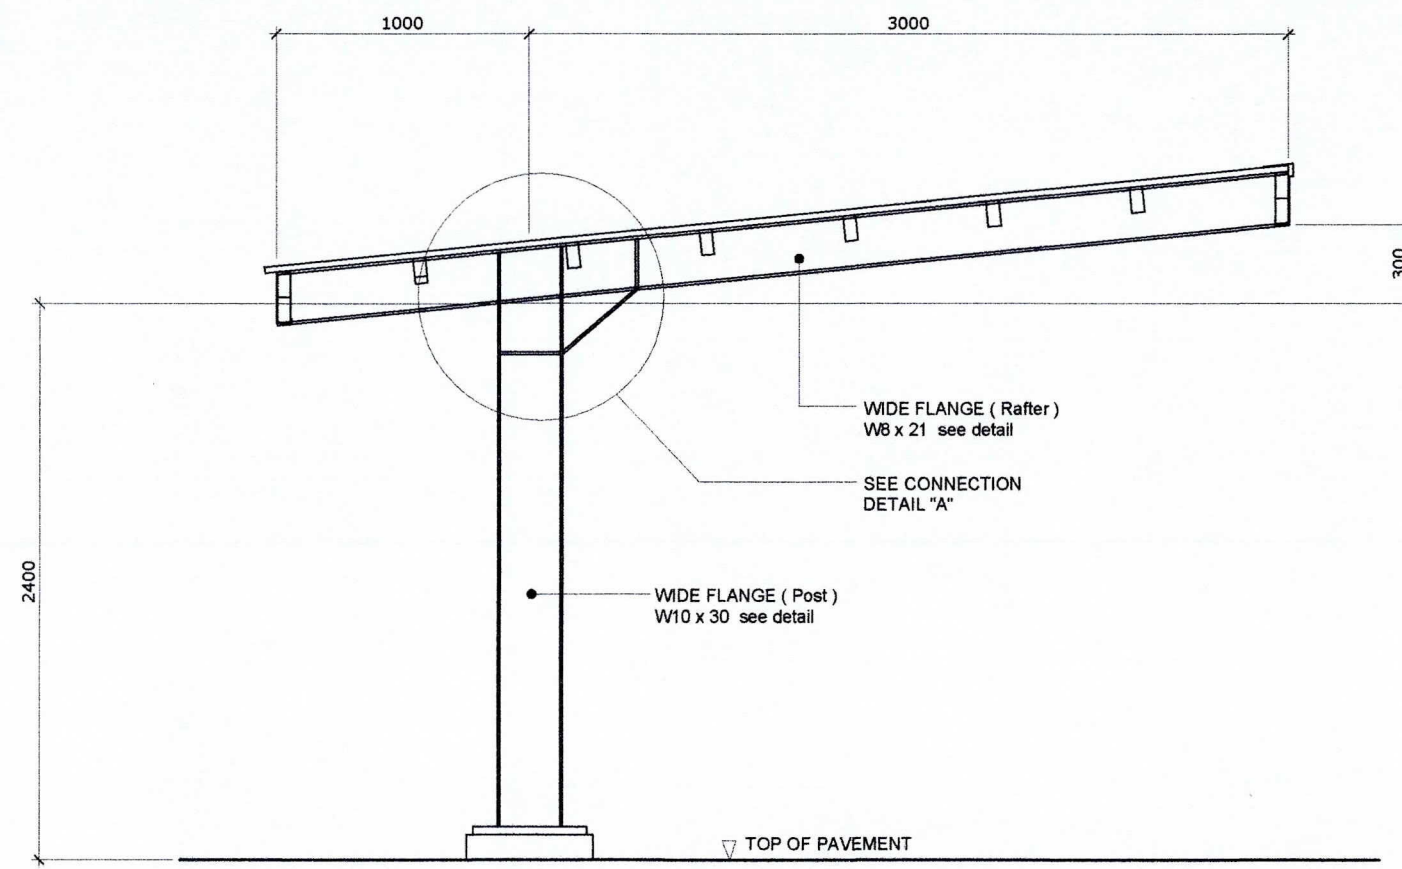 1000
3000
300
WIDE FLANGE ( Rafter )
W8 x 21 see detail
SEE CONNECTION
DETAIL "A"
2400
WIDE FLANGE ( Post )
W10 x 30 see detail
TOP OF PAVEMENT